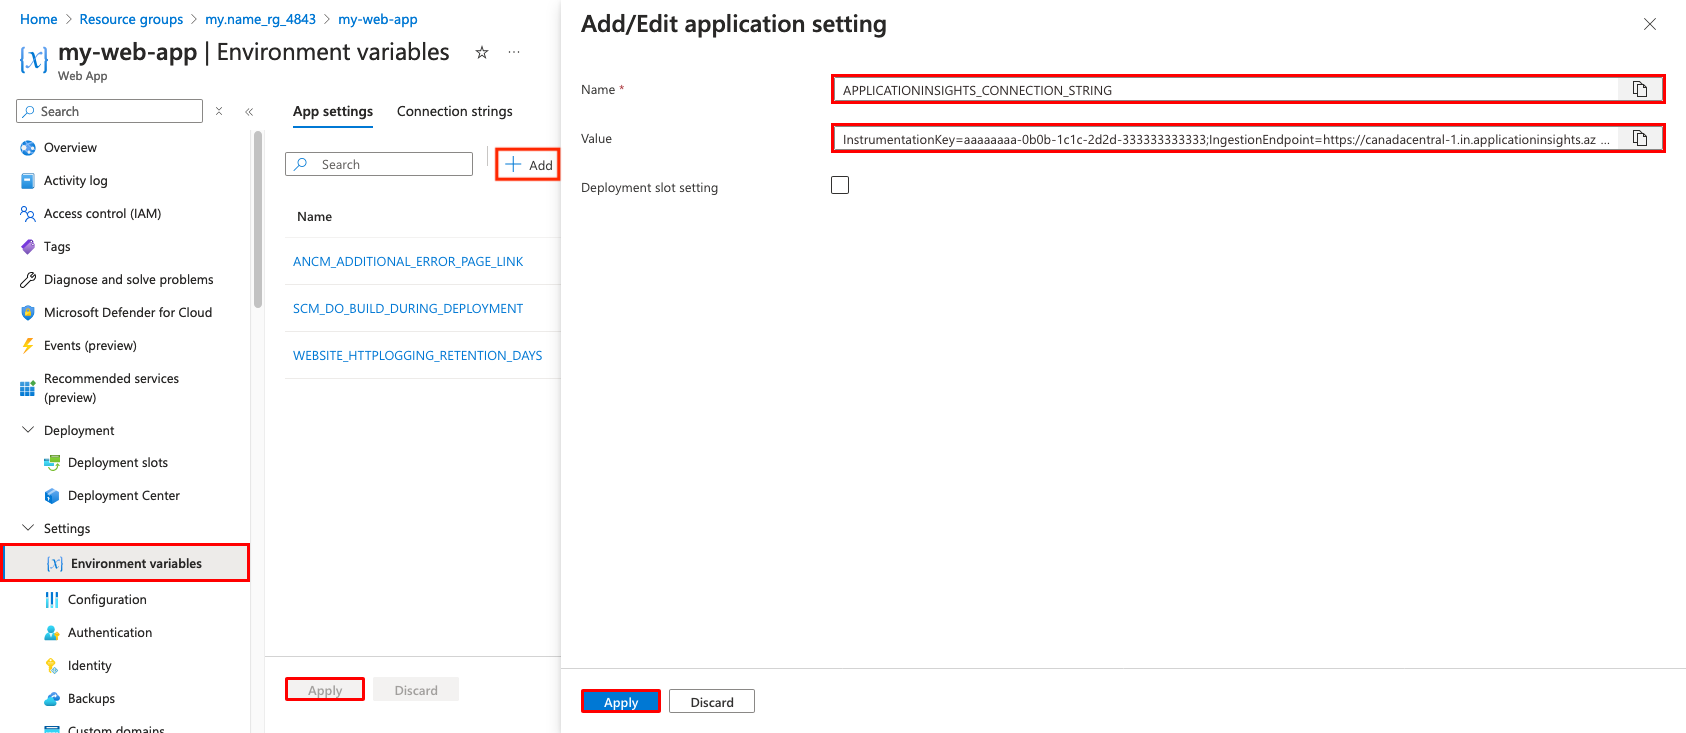 Home > Resource groups > my.name_rg_4843 > my-web-app
my-web-app | Environment variables
Web App
Search
Overview
Activity log
Access control (IAM)
Tags
Diagnose and solve problems
Microsoft Defender for Cloud
Events (preview)
Recommended services
(preview)
Deployment
Deployment slots
Deployment Center
Settings
Environment variables
Configuration
Authentication
Identity
Backups
Custom domains
App settings
Connection strings
Search
Add
Name
ANCM_ADDITIONAL_ERROR_PAGE_LINK
SCM_DO_BUILD_DURING_DEPLOYMENT
WEBSITE_HTTPLOGGING_RETENTION_DAYS
Apply
Discard
Add/Edit application setting
Name *
APPLICATIONINSIGHTS_CONNECTION_STRING
Value
InstrumentationKey=aaaaaaaa-0b0b-1c1c-2d2d-333333333333;IngestionEndpoint=https://canadacentral-1.in.applicationinsights.az ...
Deployment slot setting
Apply
Discard